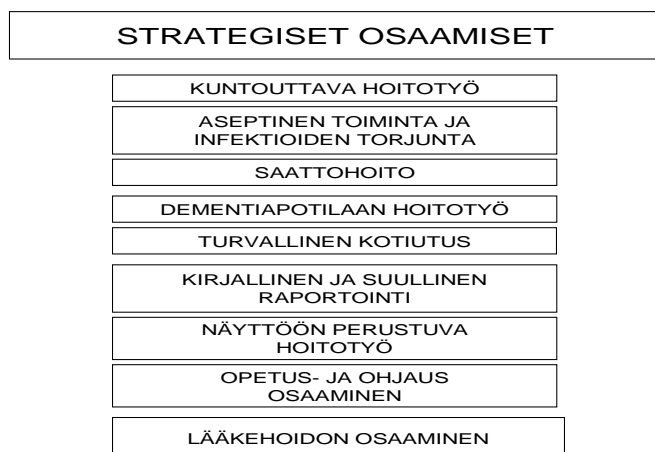 STRATEGISET OSAAMISET
KUNTOUTTAVA HOITOTYÖ
ASEPTINEN TOIMINTA JA
INFEKTIOIDEN TORJUNTA
SAATTOHOITO
DEMENTIAPOTILAAN HOITOTYÖ
TURVALLINEN KOTIUTUS
KIRJALLINEN JA SUULLINEN
RAPORTOINTI
NÄYTTÖÖN PERUSTUVA
HOITOTYÖ
OPETUS- JA OHJAUS
OSAAMINEN
LÄÄKEHOIDON OSAAMINEN